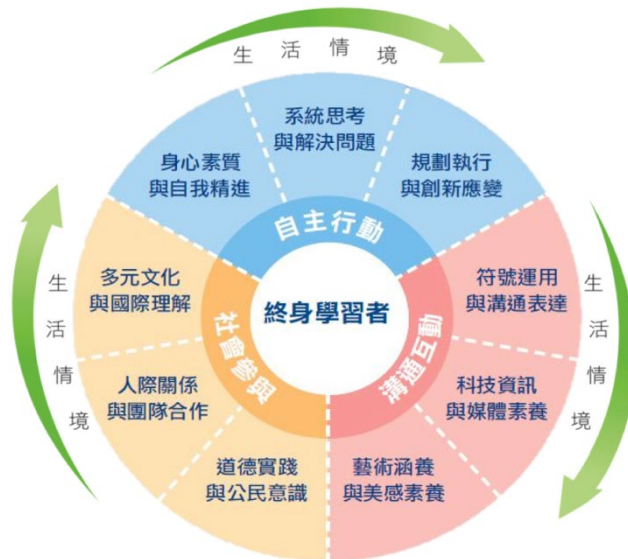 生活情境
系統思考
與解決問題
身心素質
與自我精進
規劃執行
與創新應變
自主行動
多元文化
與國際理解
符號運用
與溝通表達
生活情境
終身學習者
生活情境
社會參與
溝通互動
人際關係
與團隊合作
科技資訊
與媒體素養
道德實踐
與公民意識
藝術涵養
與美感素養